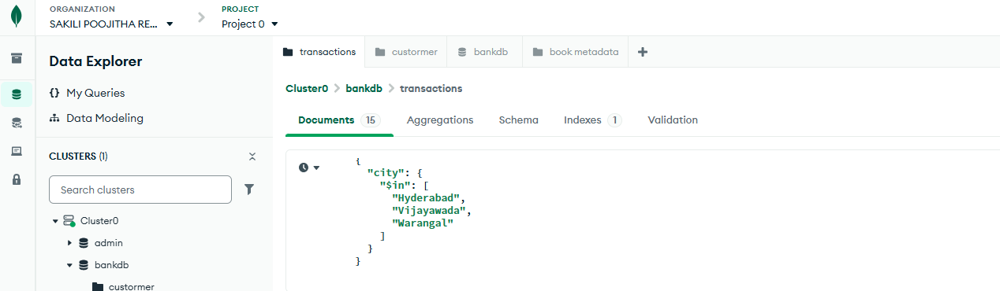 ORGANIZATION
SAKILI POOJITHA RE...
PROJECT
Project 0
Data Explorer
My Queries
Data Modeling
CLUSTERS (1)
Search clusters
Cluster0
admin
bankdb
custormer
transactions
custormer
bankdb
book metadata
Cluster0 > bankdb > transactions
Documents 15
Aggregations
Schema
Indexes 1
Validation
{
"city": {
"$in": [
"Hyderabad",
"Vijayawada",
"Warangal"
]
}
}